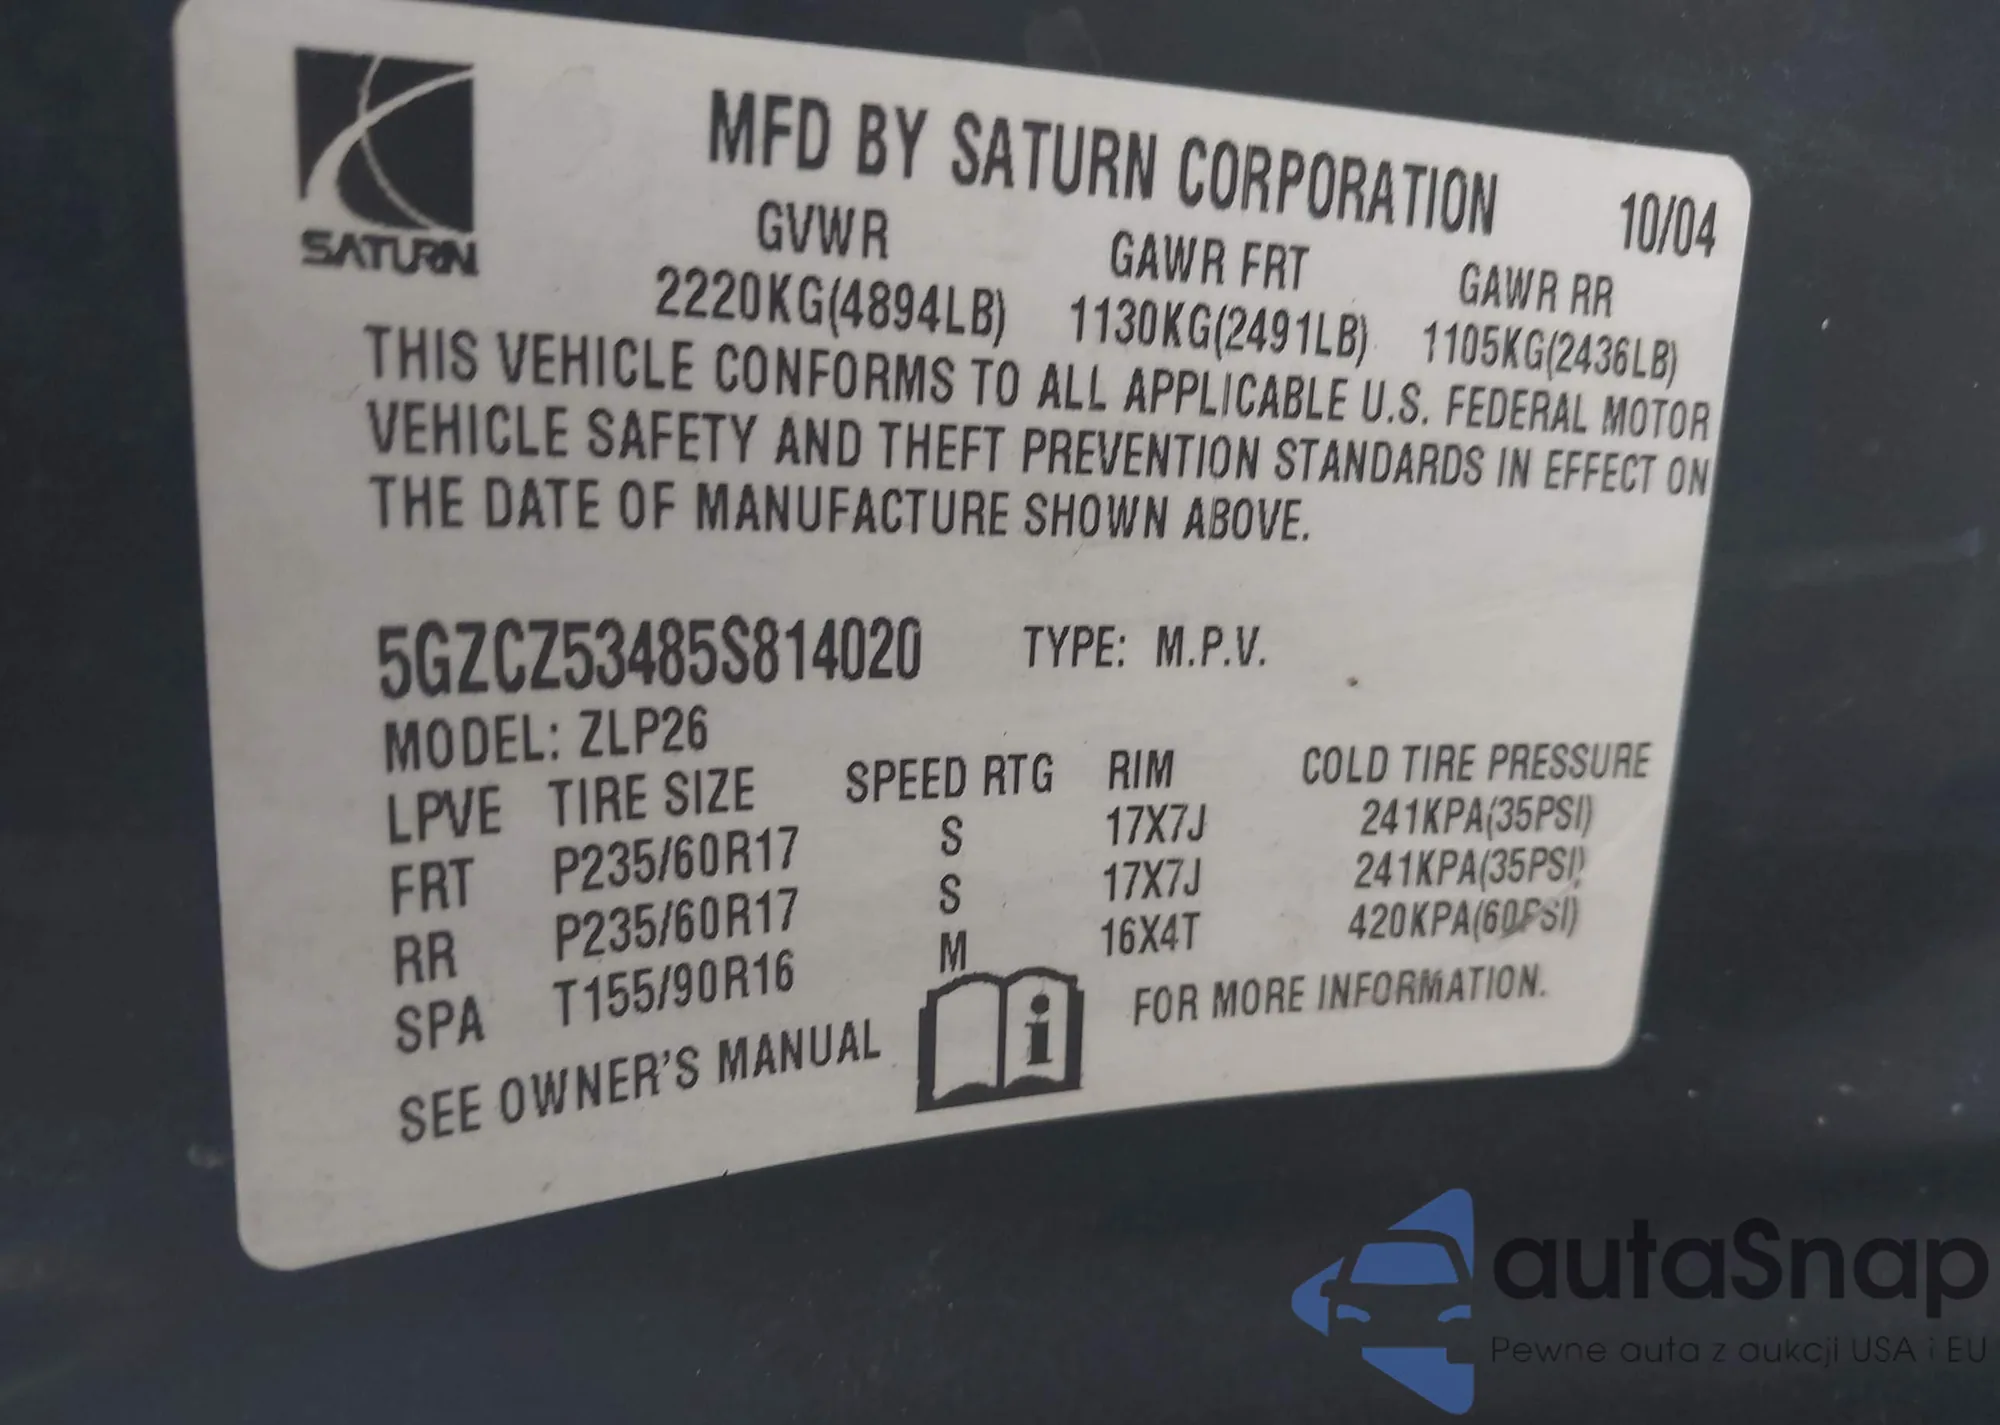 SATURN
MFD BY SATURN CORPORATION 10/04
GVWR GAWR FRT GAWR RR
2220KG(4894LB) 1130KG(2491LB) 1105KG(2436LB)
THIS VEHICLE CONFORMS TO ALL APPLICABLE U.S. FEDERAL MOTOR
VEHICLE SAFETY AND THEFT PREVENTION STANDARDS IN EFFECT ON
THE DATE OF MANUFACTURE SHOWN ABOVE.
5GZCZ53485S814020 TYPE: M.P.V.
MODEL: ZLP26
LPVE TIRE SIZE SPEED RTG RIM COLD TIRE PRESSURE
FRT P235/60R17 S 17X7J 241KPA(35PSI)
RR P235/60R17 S 17X7J 241KPA(35PSI)
SPA T155/90R16 M 16X4T 420KPA(60PSI)
SEE OWNER'S MANUAL i FOR MORE INFORMATION.
autaSnap
Pewne auta z aukcji USA i EU